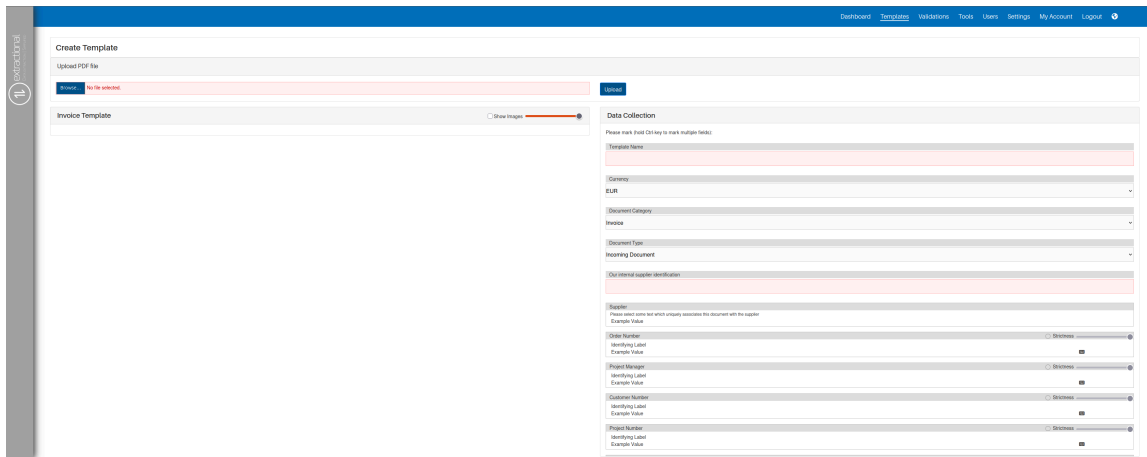 Dashboard Templates Validations Tools Users Settings My Account Logout
extractional
Create Template
Upload PDF file
Browse... No file selected.
Upload
Invoice Template
Show Images
Data Collection
Please mark (hold Ctrl-key to mark multiple fields):
Template Name
Currency
EUR
Document Category
Invoice
Document Type
Incoming Document
Our internal supplier identification
Supplier
Please select some text which uniquely associates this document with the supplier
Example Value
Order Number Strictness
Identifying Label
Example Value
Project Manager Strictness
Identifying Label
Example Value
Customer Number Strictness
Identifying Label
Example Value
Project Number Strictness
Identifying Label
Example Value